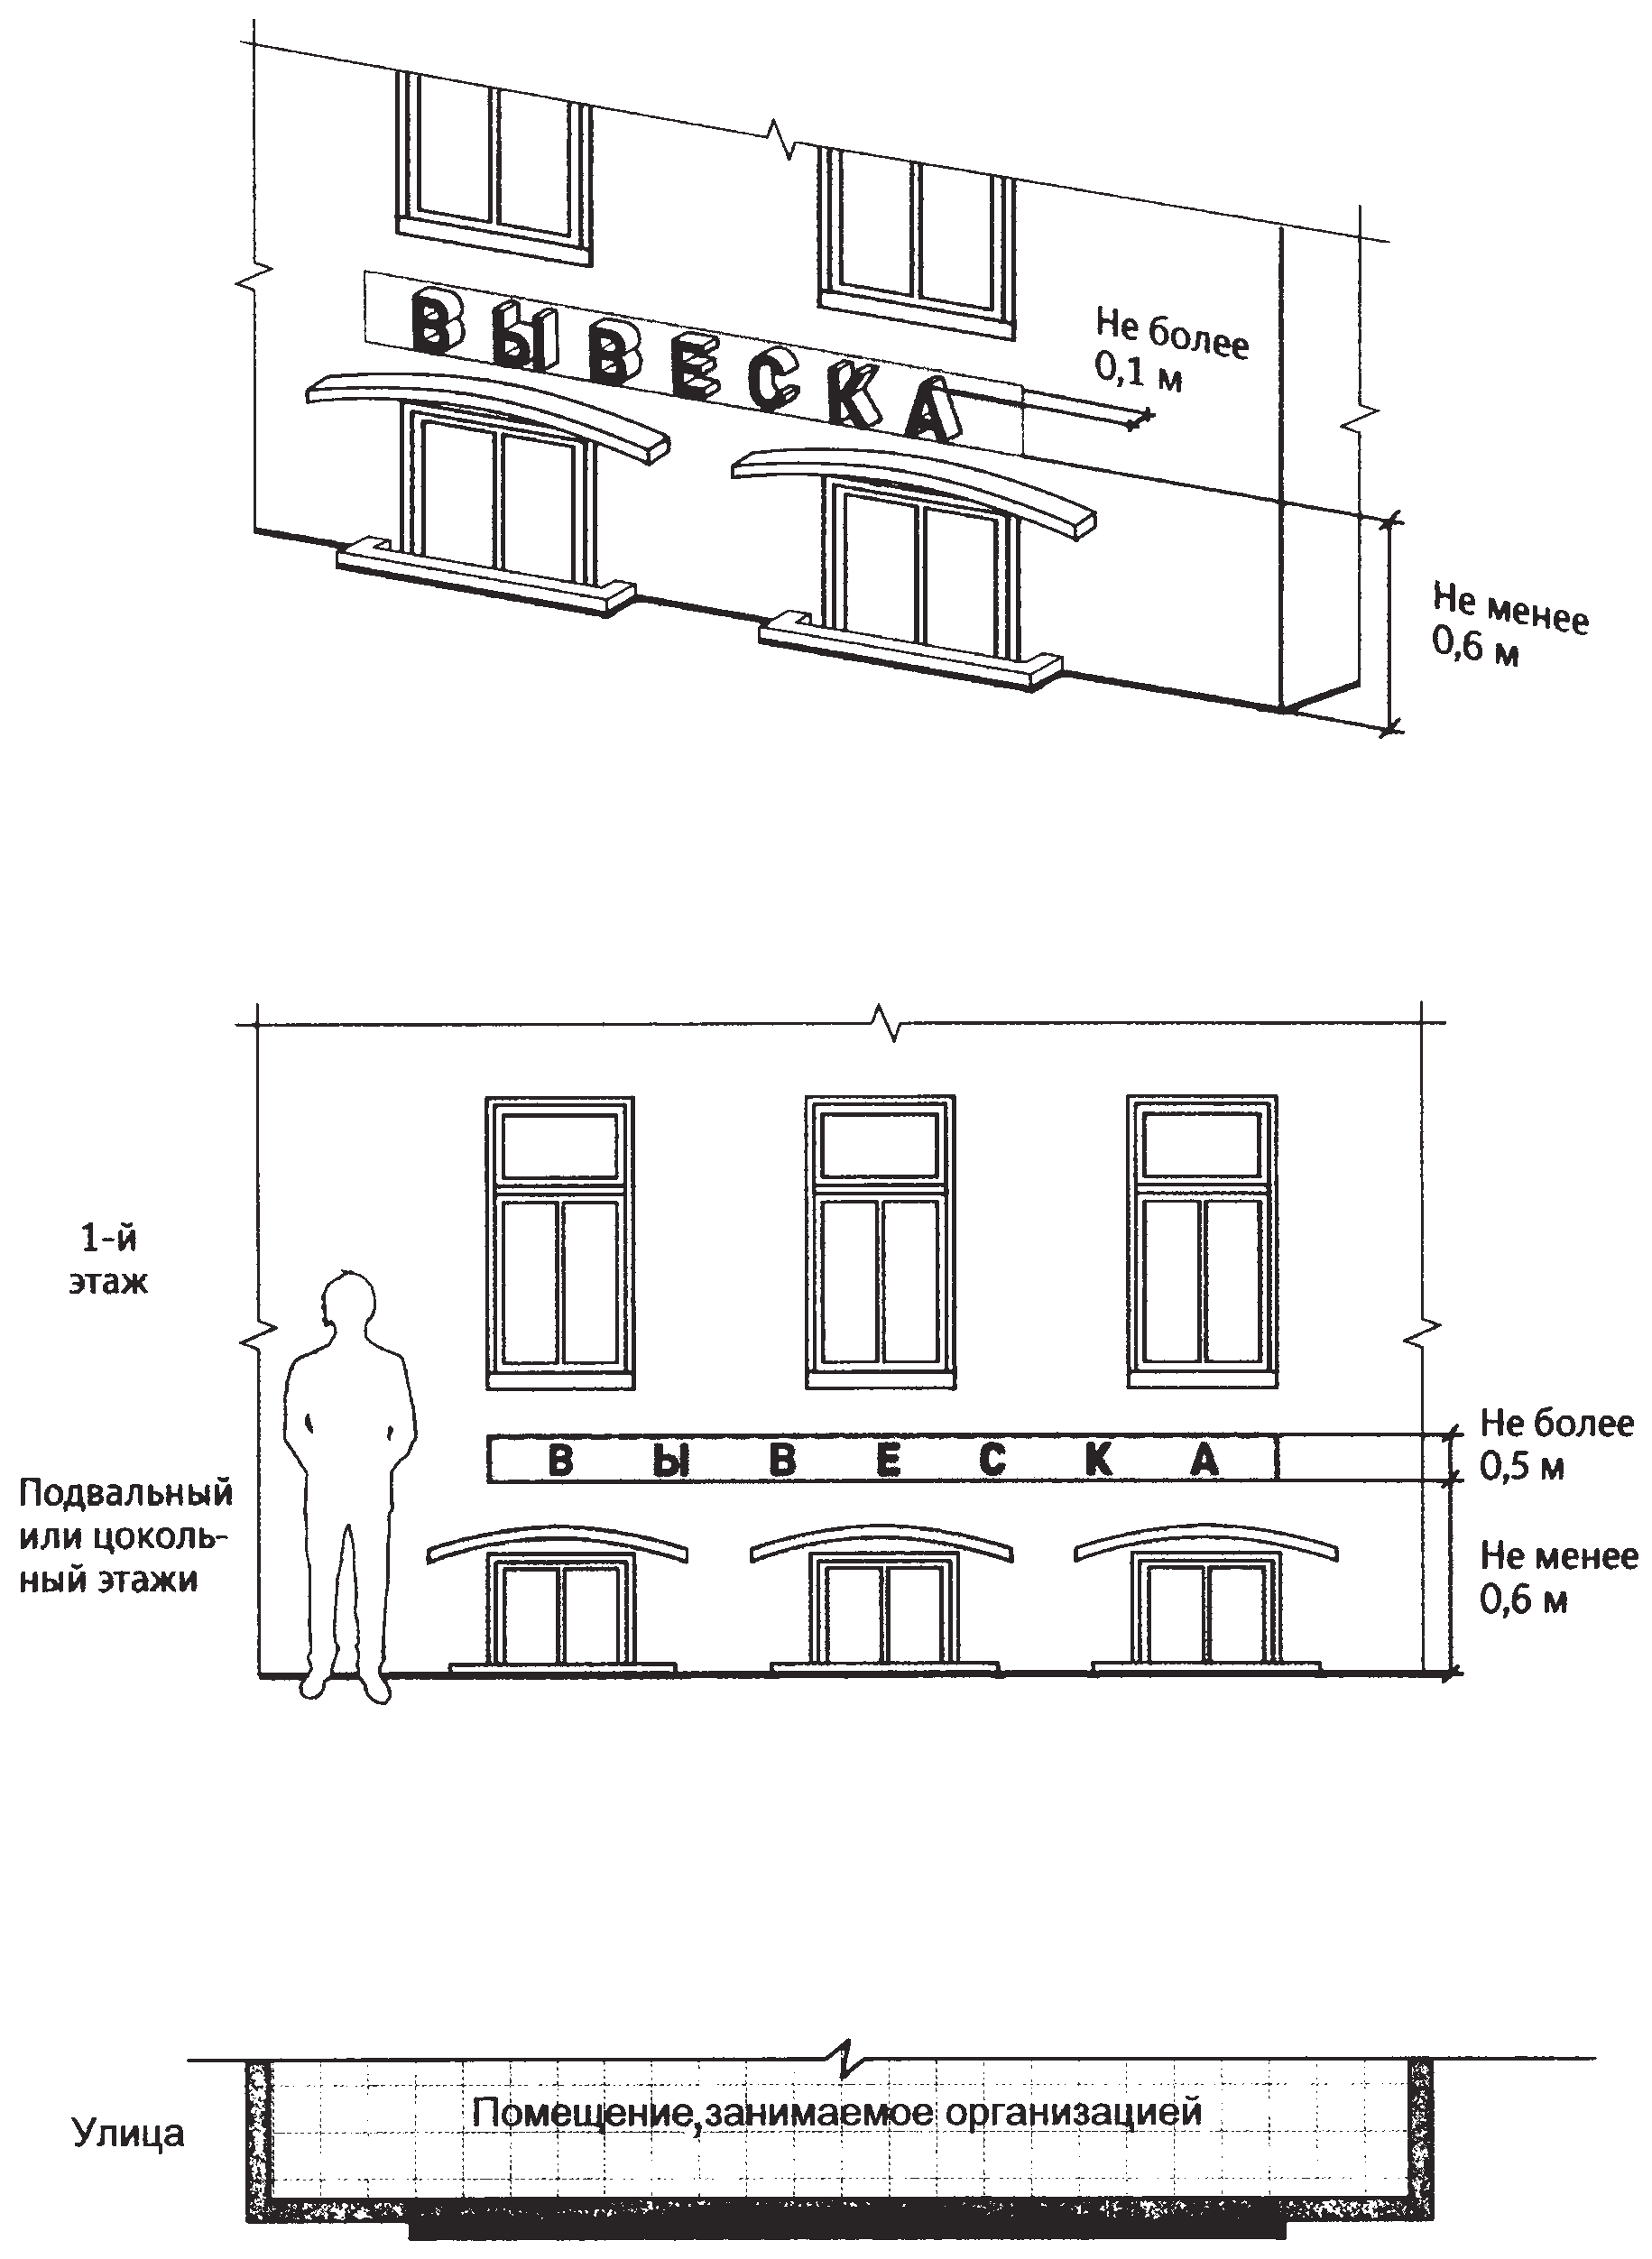 ВЫВЕСКА
Не более
0,1 м
Не менее
0,6 м
1-й
этаж
ВЫВЕСКА
Не более
0,5 м
Подвальный
или цоколь-
ный этажи
Не менее
0,6 м
Помещение,занимаемое организацией
Улица